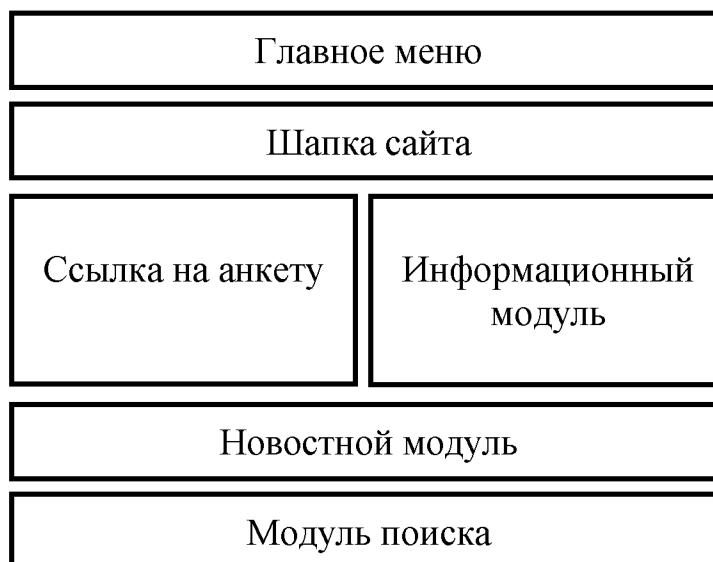 Главное меню
Шапка сайта
Ссылка на анкету
Информационный
модуль
Новостной модуль
Модуль поиска